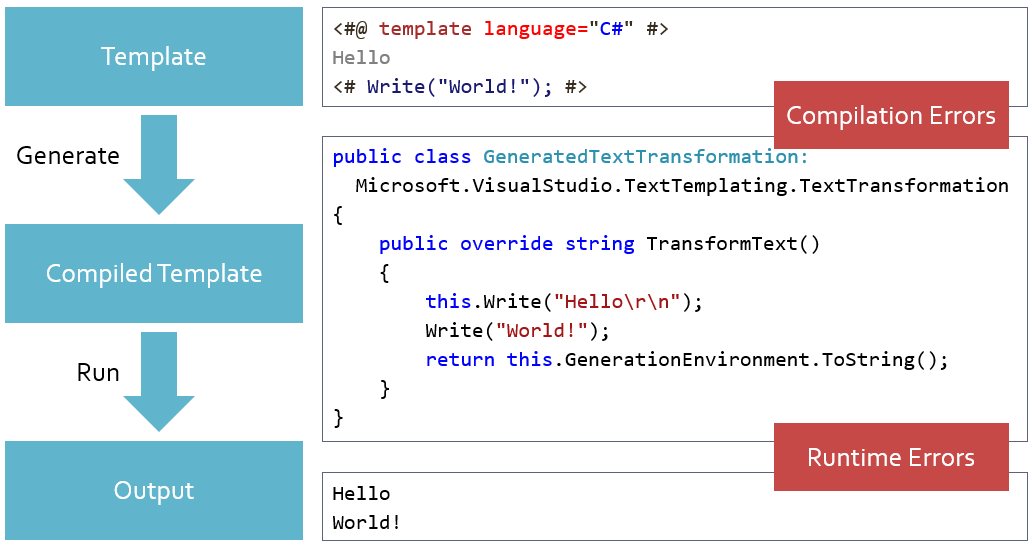 Template
<#@ template language="C#" #>
Hello
<# Write("World!"); #>
Compilation Errors
Generate
public class GeneratedTextTransformation:
Microsoft.VisualStudio.TextTemplating.TextTransformation
{
public override string TransformText()
Compiled Template
{
this.Write("Hello\r\n");
Write("World!");
return this.GenerationEnvironment.ToString();
Run
}
}
Runtime Errors
Output
Hello
World!